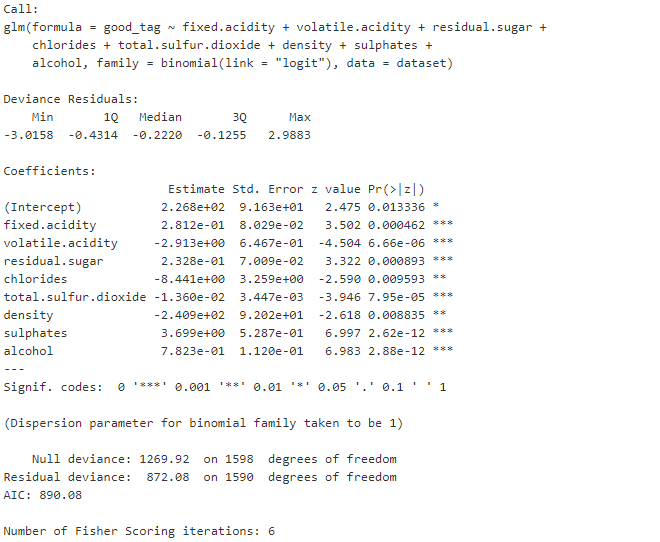 Call:
glm(formula = good_tag ~ fixed.acidity + volatile.acidity + residual.sugar +
    chlorides + total.sulfur.dioxide + density + sulphates +
    alcohol, family = binomial(link = "logit"), data = dataset)

Deviance Residuals:
    Min       1Q   Median       3Q      Max
-3.0158  -0.4314  -0.2220  -0.1255   2.9883

Coefficients:
                       Estimate Std. Error z value Pr(>|z|)
(Intercept)           2.268e+02  9.163e+01   2.475 0.013336 *
fixed.acidity         2.812e-01  8.029e-02   3.502 0.000462 ***
volatile.acidity     -2.913e+00  6.467e-01  -4.504 6.66e-06 ***
residual.sugar        2.328e-01  7.009e-02   3.322 0.000893 ***
chlorides            -8.441e+00  3.259e+00  -2.590 0.009593 **
total.sulfur.dioxide -1.360e-02  3.447e-03  -3.946 7.95e-05 ***
density              -2.409e+02  9.202e+01  -2.618 0.008835 **
sulphates             3.699e+00  5.287e-01   6.997 2.62e-12 ***
alcohol               7.823e-01  1.120e-01   6.983 2.88e-12 ***
---
Signif. codes:  0 '***' 0.001 '**' 0.01 '*' 0.05 '.' 0.1 ' ' 1

(Dispersion parameter for binomial family taken to be 1)

    Null deviance: 1269.92  on 1598  degrees of freedom
Residual deviance:  872.08  on 1590  degrees of freedom
AIC: 890.08

Number of Fisher Scoring iterations: 6